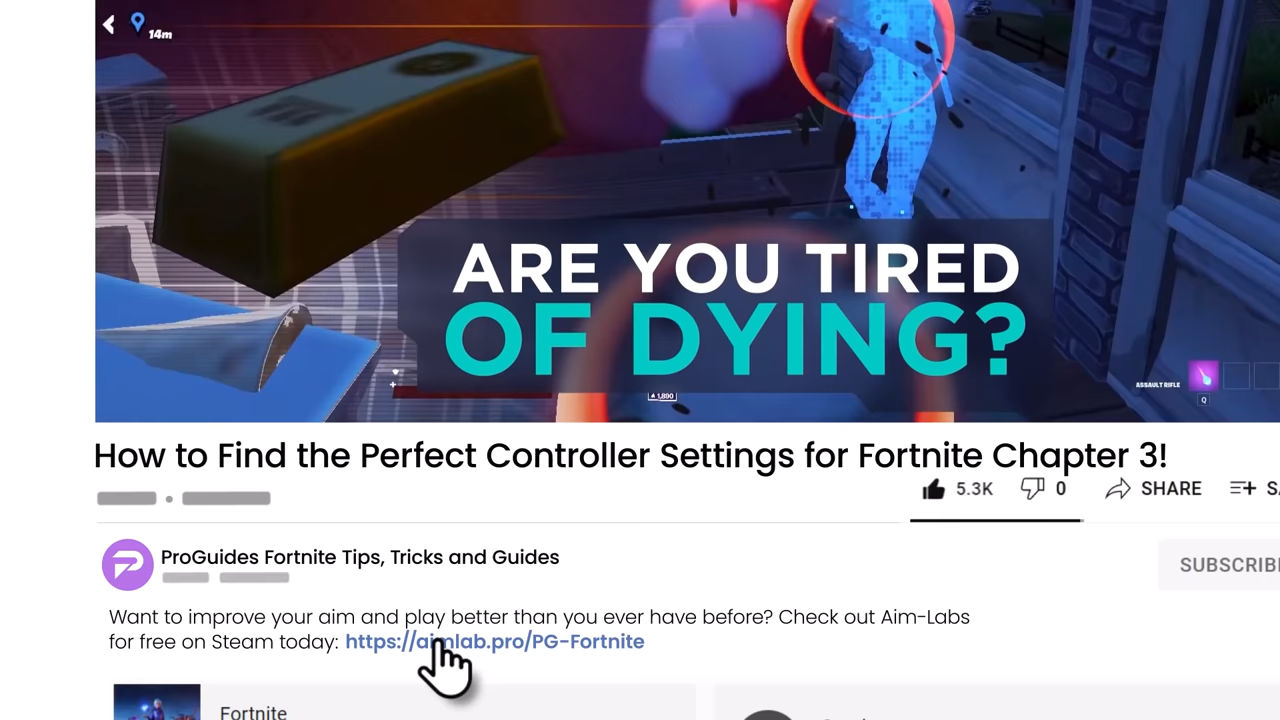 14m
ARE YOU TIRED
OF DYING?
1,890
ASSAULT RIFLE
Q
How to Find the Perfect Controller Settings for Fortnite Chapter 3!
5.3K 0 SHARE
ProGuides Fortnite Tips, Tricks and Guides
SUBSCRIB
Want to improve your aim and play better than you ever have before? Check out Aim-Labs
for free on Steam today: https://aimlab.pro/PG-Fortnite
Fortnite